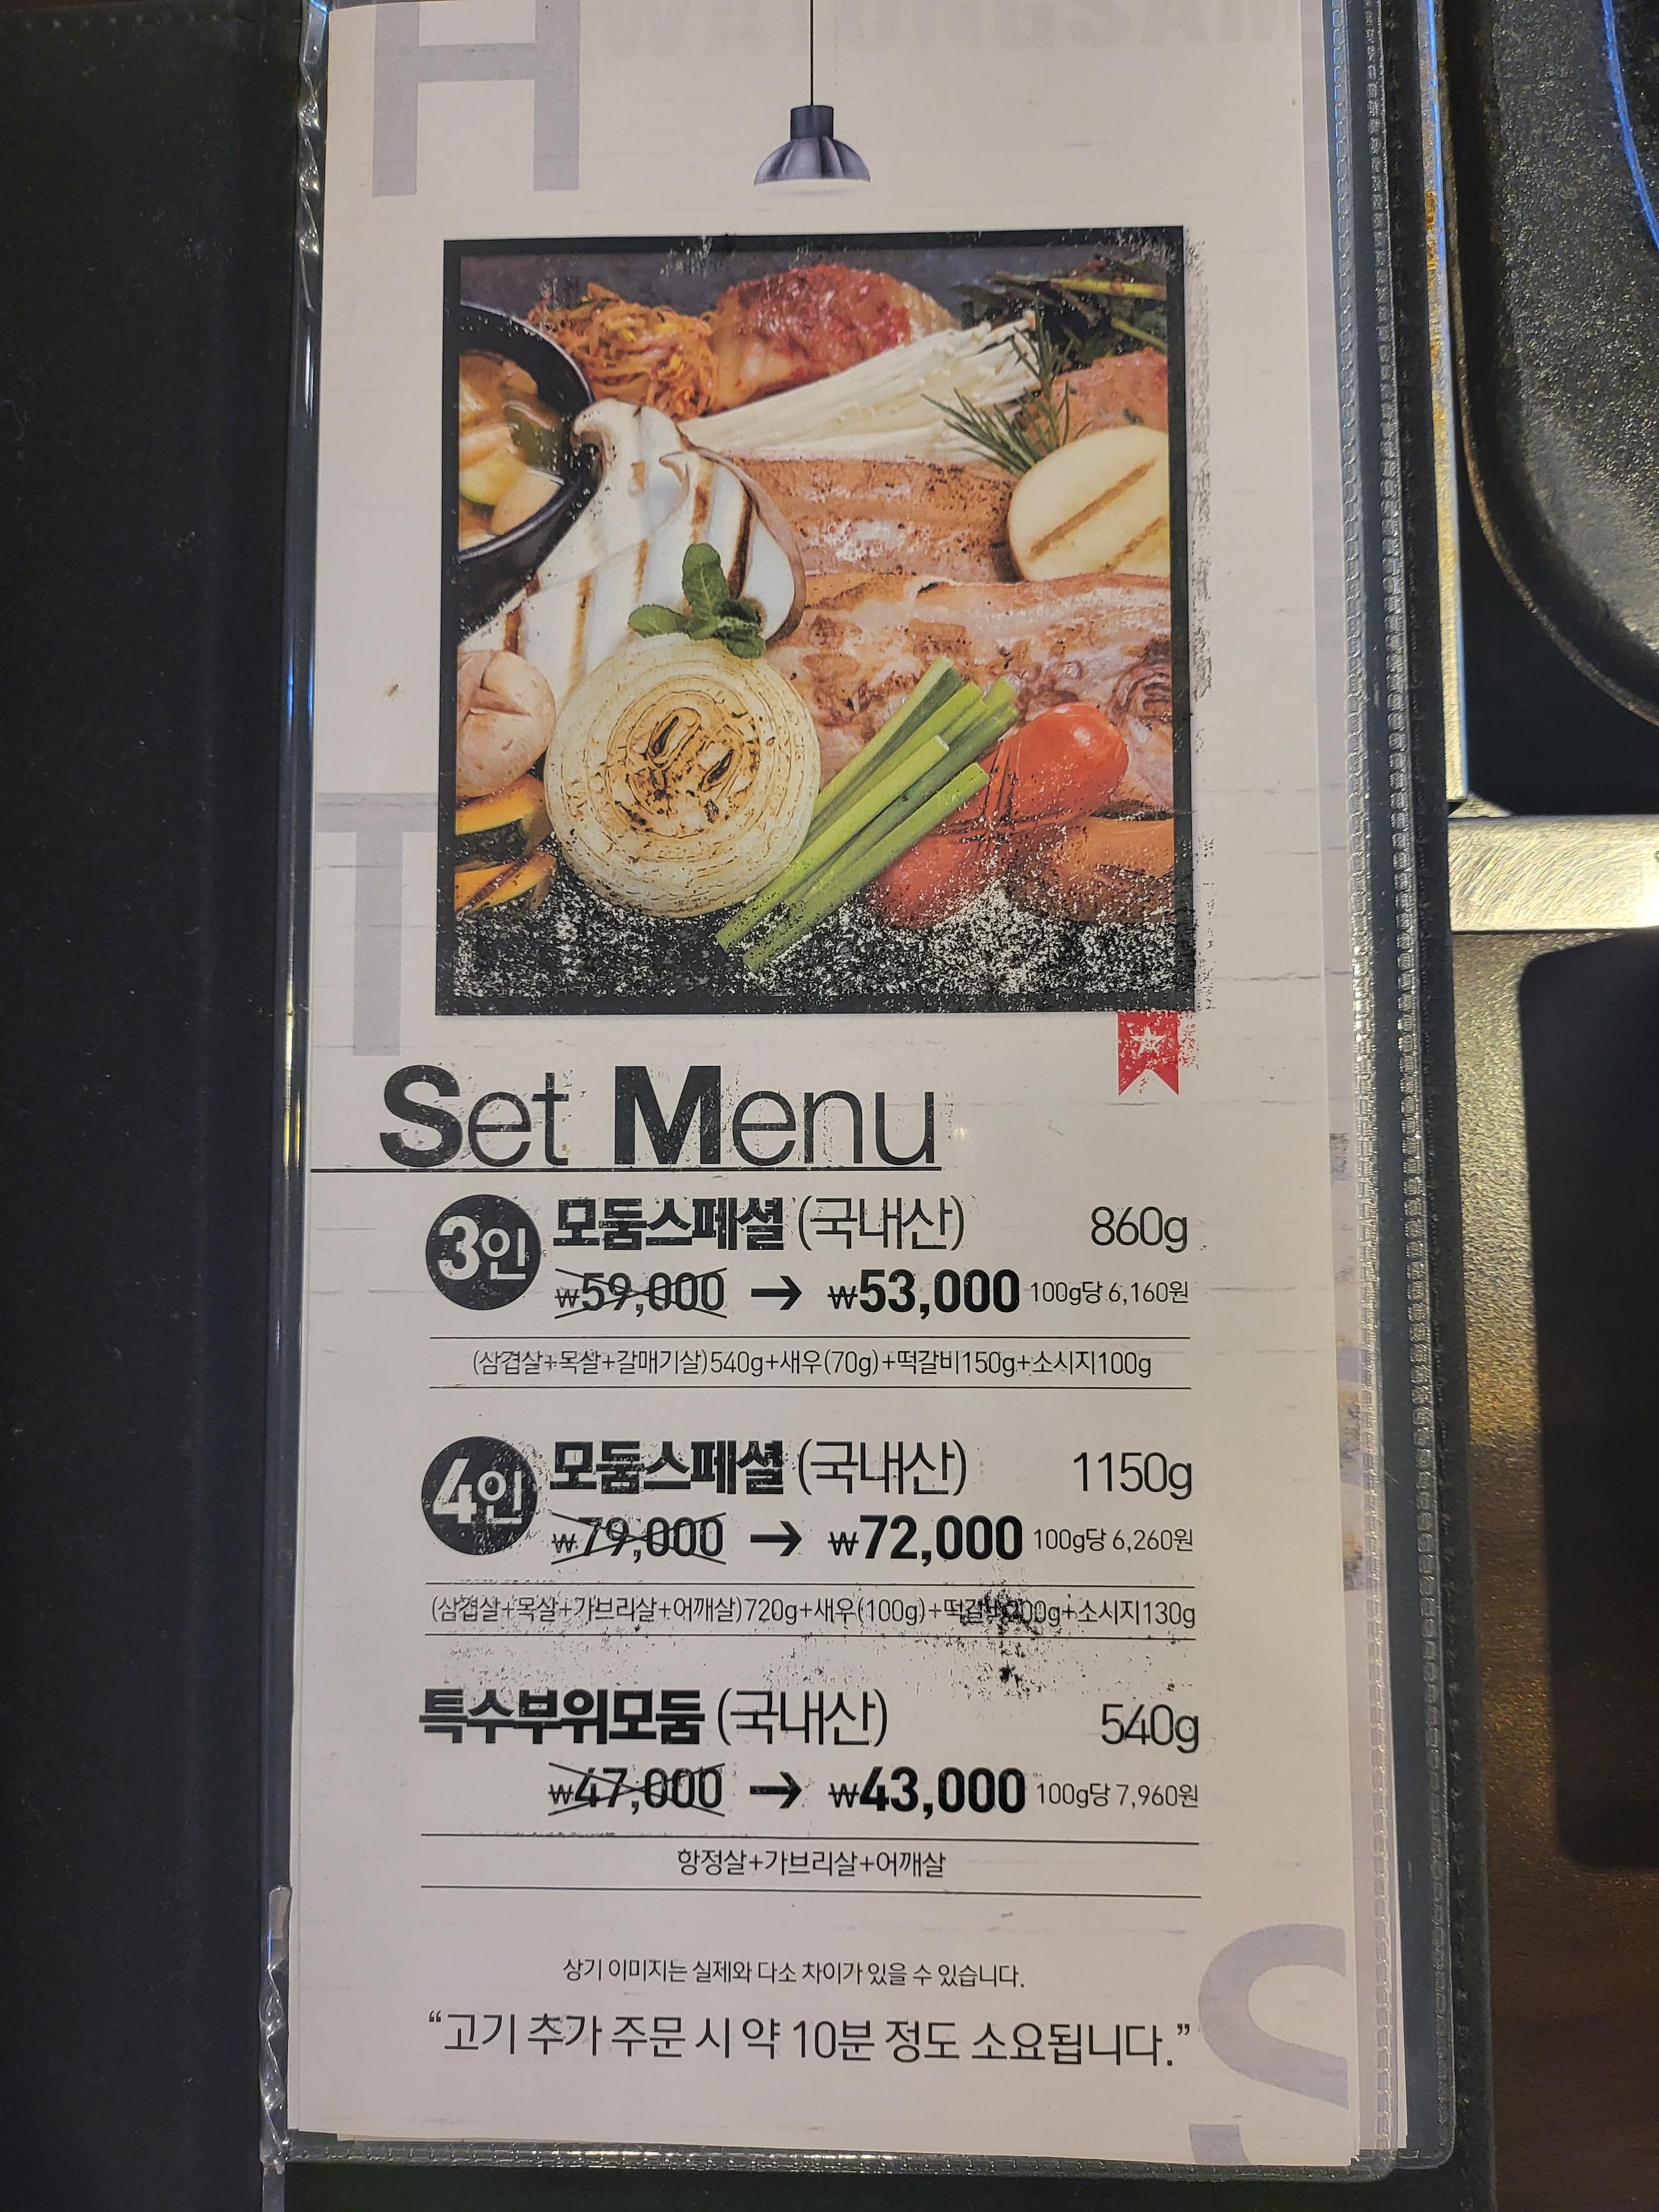 H
T
Set Menu
3인 모둠스페셜 (국내산) 860g
₩59,000 → ₩53,000 100g당 6,160원
(삼겹살+목살+갈매기살)540g+새우(70g)+떡갈비150g+소시지100g
4인 모둠스페셜 (국내산) 1150g
₩79,000 → ₩72,000 100g당 6,260원
(삼겹살+목살+가브리살+어깨살)720g+새우(100g)+떡갈비200g+소시지130g
특수부위모둠 (국내산) 540g
₩47,000 → ₩43,000 100g당 7,960원
항정살+가브리살+어깨살
상기 이미지는 실제와 다소 차이가 있을 수 있습니다.
“고기 추가 주문 시 약 10분 정도 소요됩니다.”
S